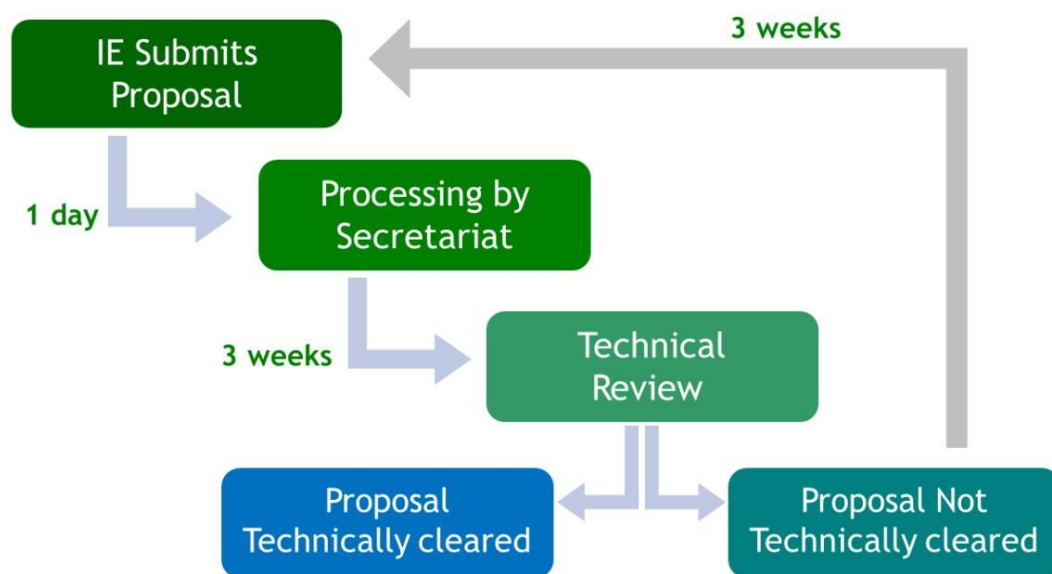 3 weeks
IE Submits
Proposal
1 day
Processing by
Secretariat
3 weeks
Technical
Review
Proposal
Technically cleared
Proposal Not
Technically cleared